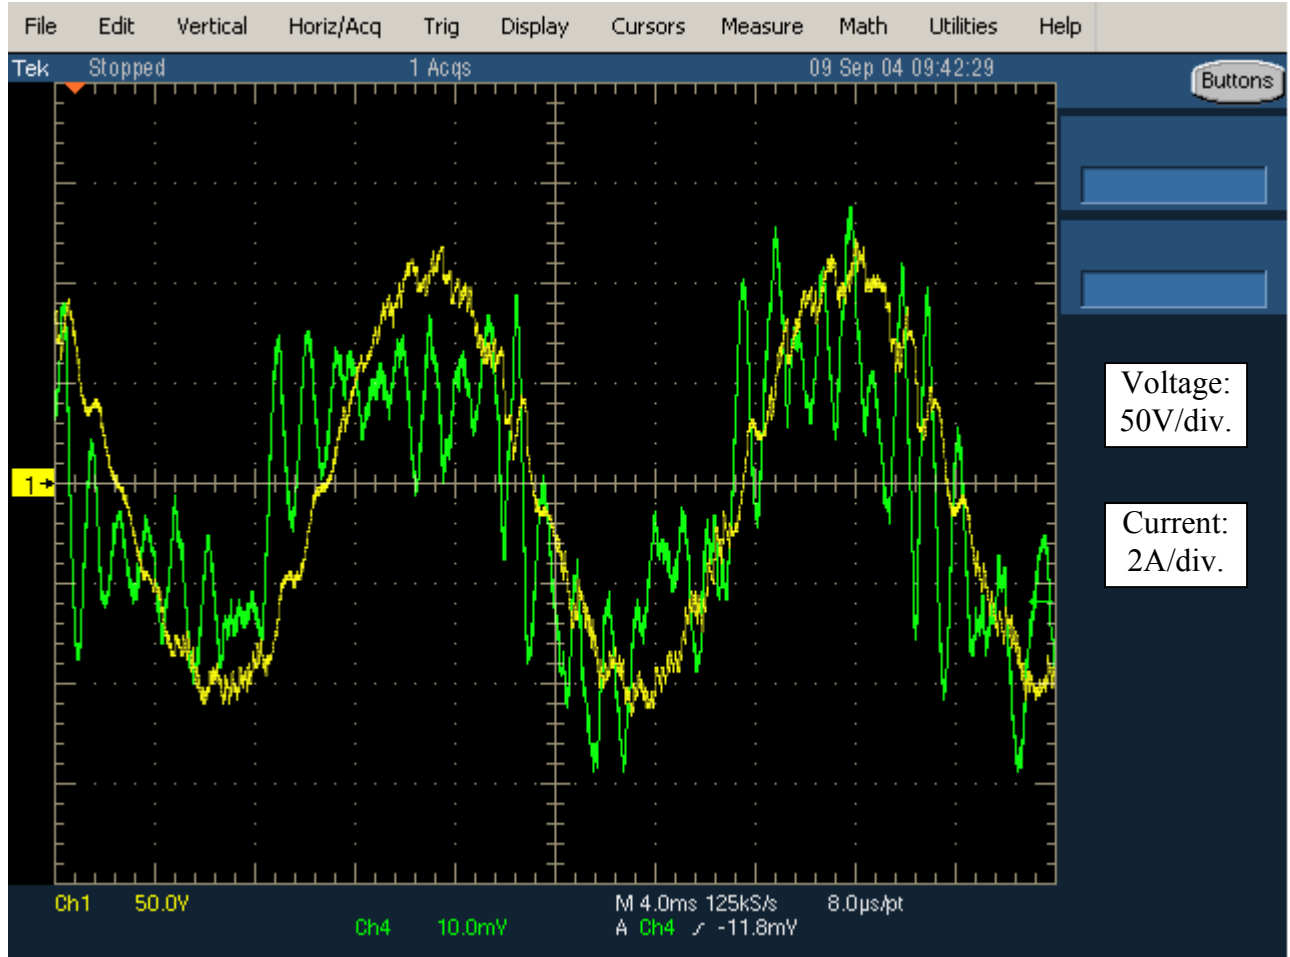 File Edit Vertical Horiz/Acq Trig Display Cursors Measure Math Utilities Help
Tek Stopped 1 Acqs 09 Sep 04 09:42:29
Buttons
Voltage:
50V/div.
1
Current:
2A/div.
Ch1 50.0V M 4.0ms 125kS/s 8.0µs/pt
Ch4 10.0mV A Ch4 / -11.8mV